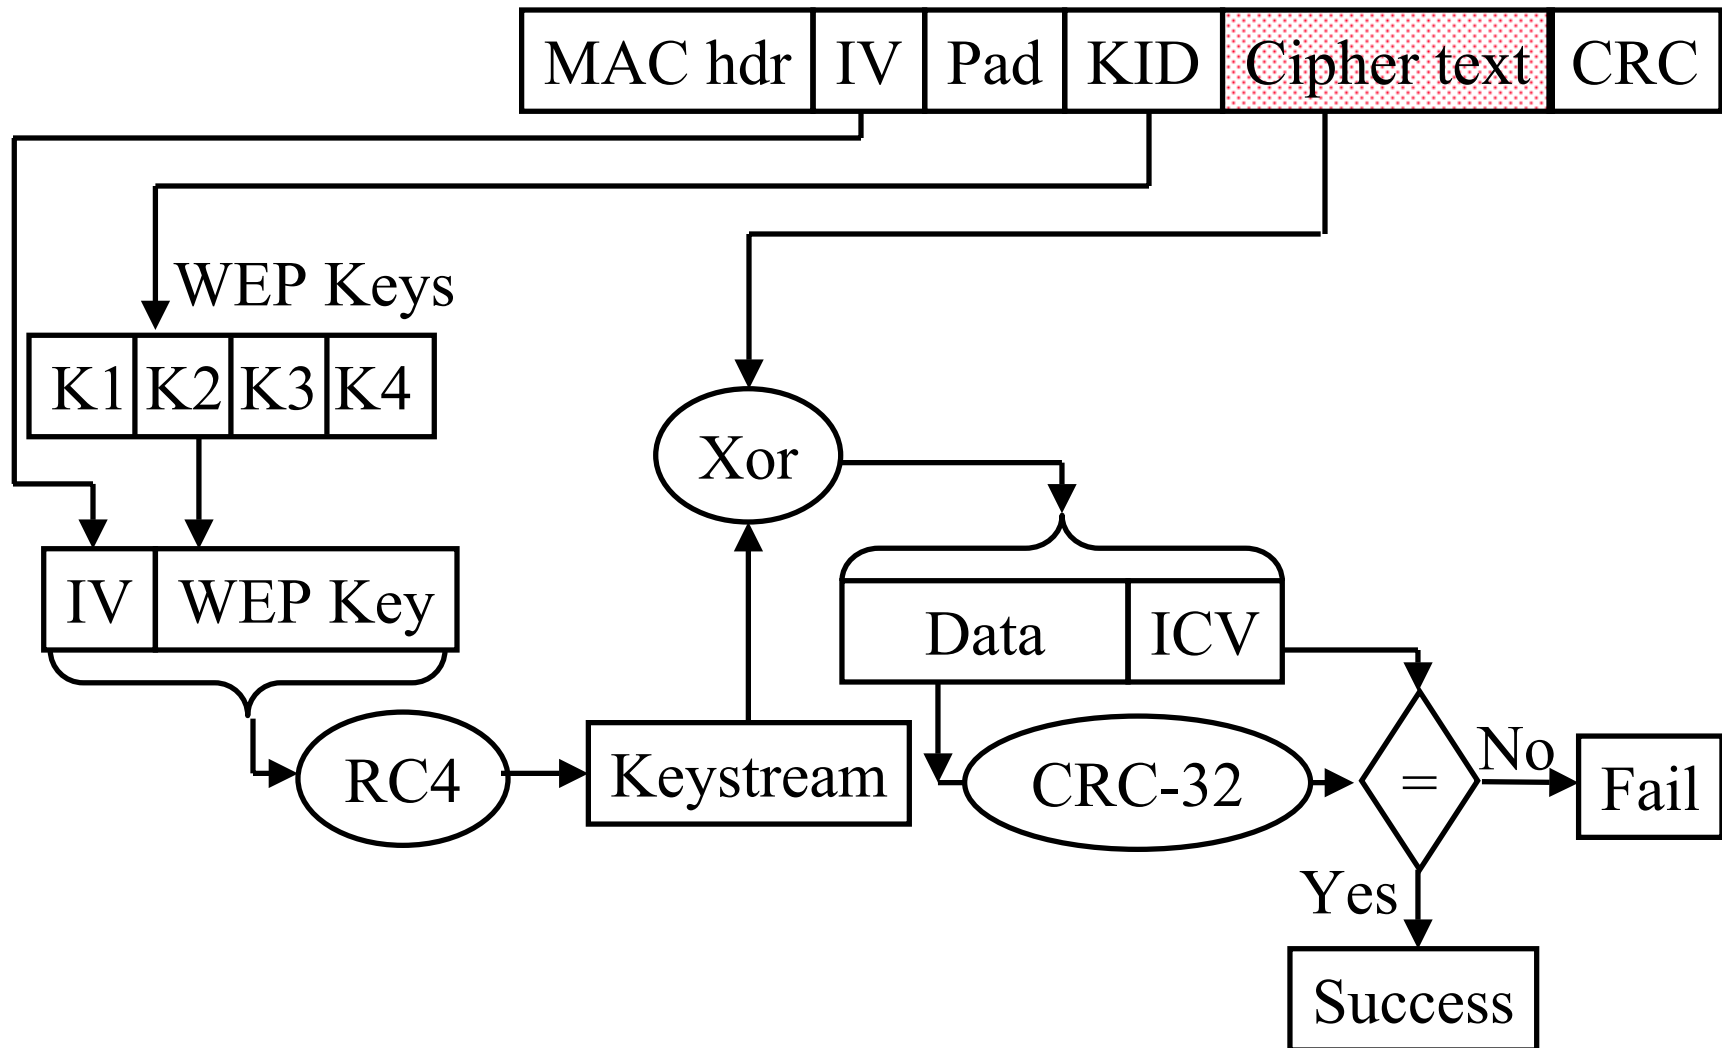 MAC hdr IV Pad KID Cipher text CRC
WEP Keys
K1 K2 K3 K4
Xor
IV WEP Key
Data ICV
RC4
Keystream
CRC-32
=
No
Fail
Yes
Success